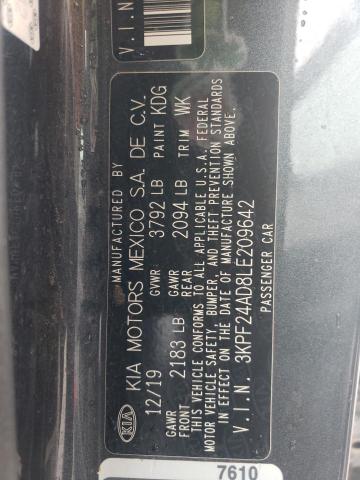 V.I.N
MANUFACTURED BY
KIA KIA MOTORS MEXICO S.A. DE C.V.
12/19 GVWR 3792 LB PAINT KDG
GAWR FRONT 2183 LB GAWR REAR 2094 LB TRIM WK
THIS VEHICLE CONFORMS TO ALL APPLICABLE U.S.A. FEDERAL
MOTOR VEHICLE SAFETY, BUMPER, AND THEFT PREVENTION STANDARDS
IN EFFECT ON THE DATE OF MANUFACTURE SHOWN ABOVE.
V.I.N. 3KPF24AD8LE209642
PASSENGER CAR
7610